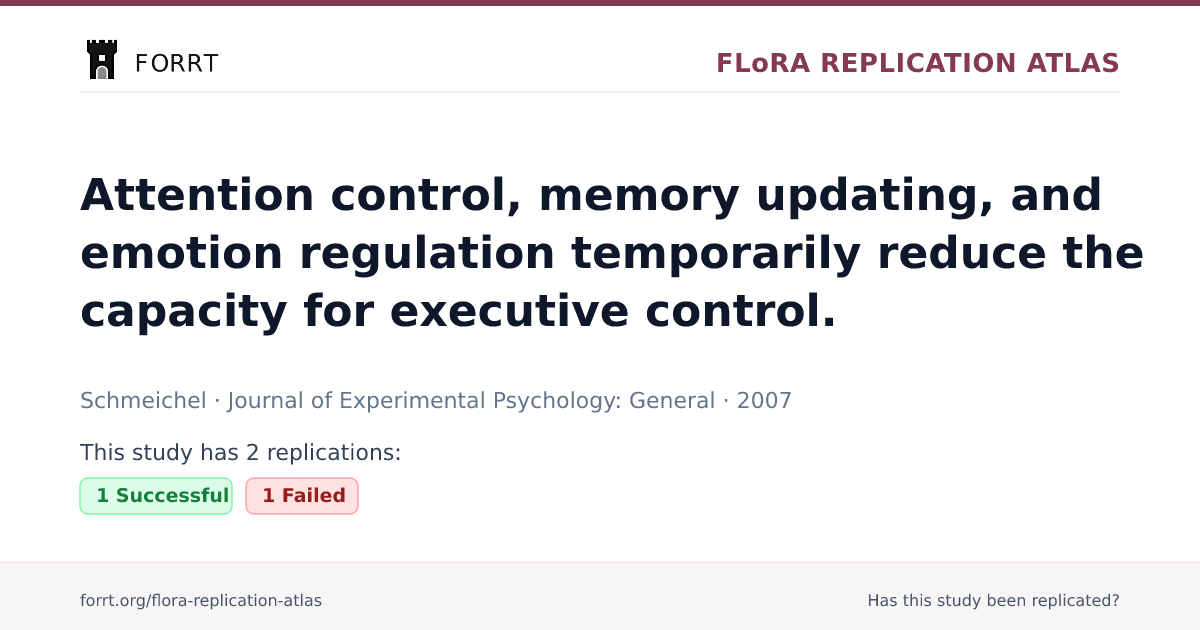 FORRT
FLoRA REPLICATION ATLAS
Attention control, memory updating, and
emotion regulation temporarily reduce the
capacity for executive control.
Schmeichel · Journal of Experimental Psychology: General · 2007
This study has 2 replications:
1 Successful 1 Failed
forrt.org/flora-replication-atlas
Has this study been replicated?